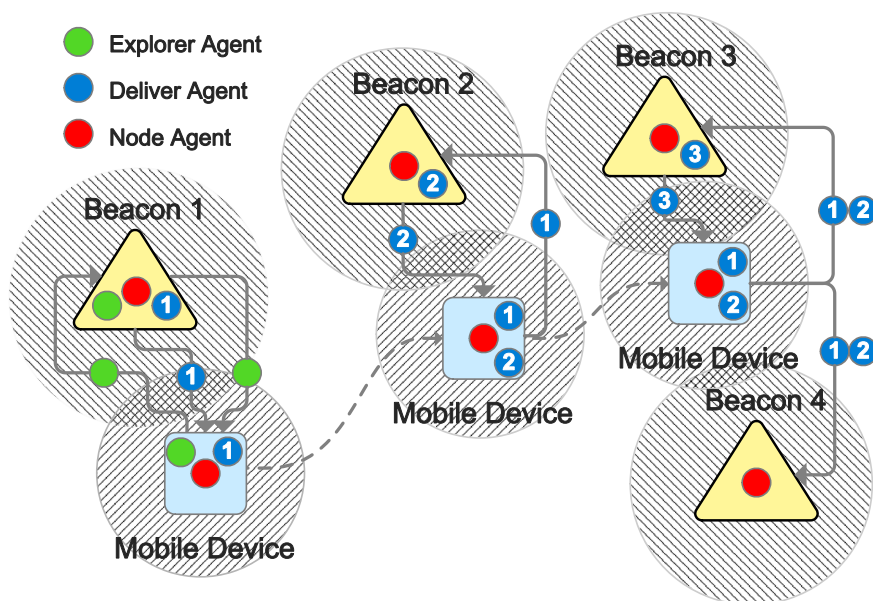 Explorer Agent
Deliver Agent
Node Agent
Beacon 1
1
1
1
Mobile Device
Beacon 2
2
2
1
1
2
Mobile Device
Beacon 3
3
3
1 2
1
2
Mobile Device
1 2
Beacon 4